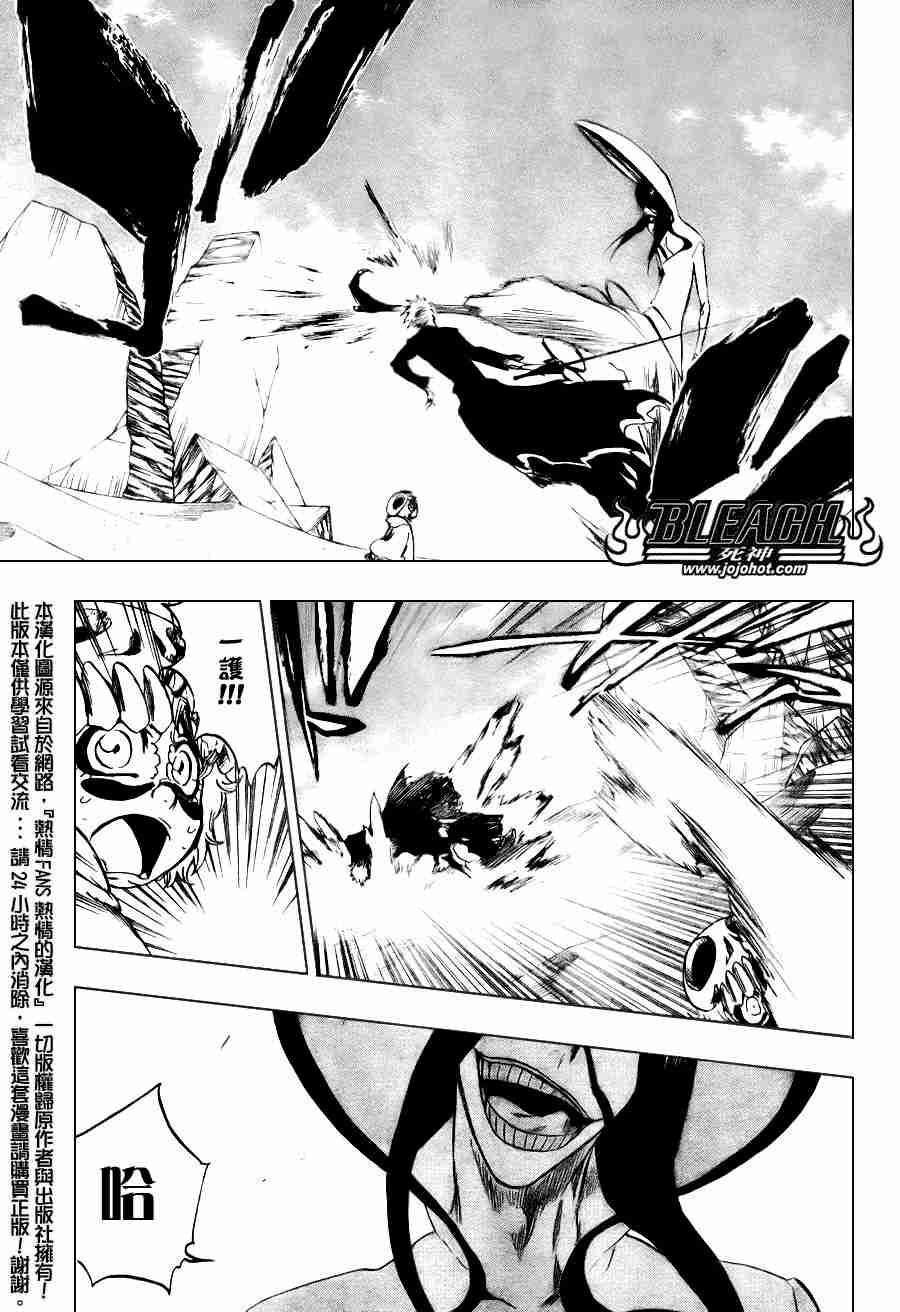 BLEACH
死神
www.jojohot.com
一護!!!
哈
本漢化圖源來自於網路,『熱情FANS 熱情的漢化』一切版權歸原作者與出版社擁有!
此版本僅供學習試看交流...請24小時之內消除,喜歡這套漫畫請購買正版!謝謝。